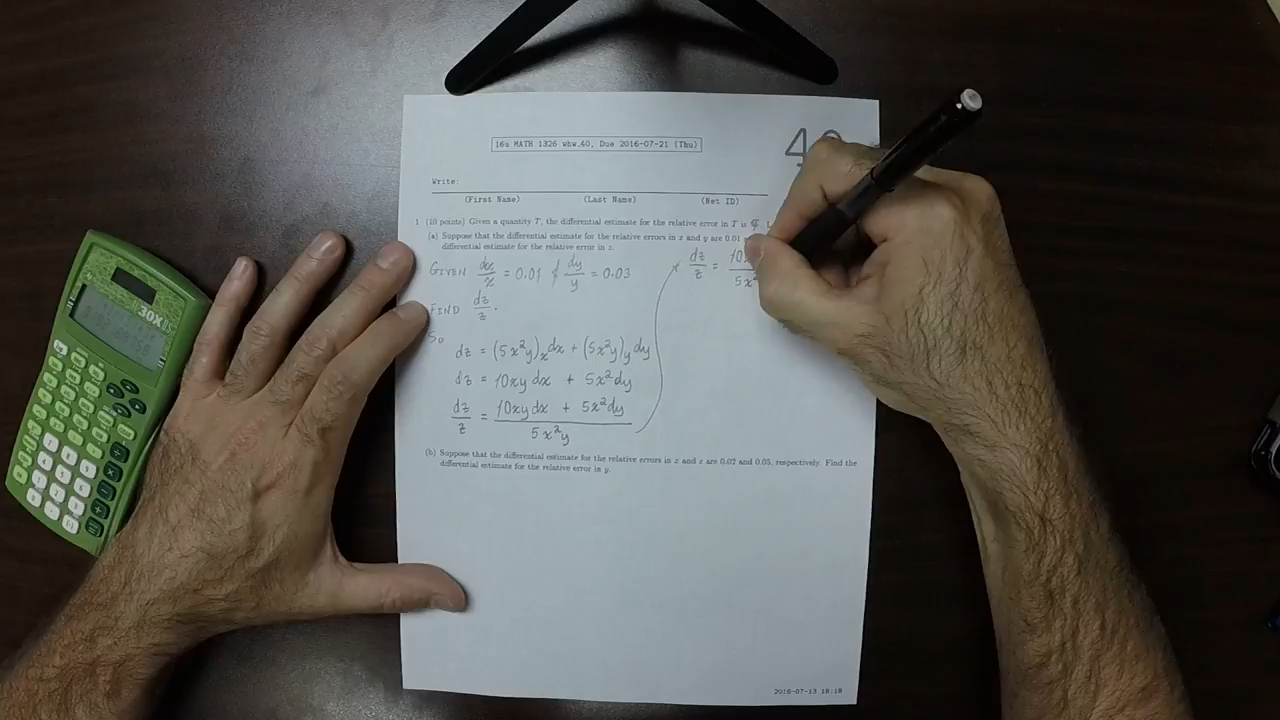 16u MATH 1326 whw.40, Due 2016-07-21 (Thu)
Write:
(First Name) (Last Name) (Net ID)
1 (10 points) Given a quantity T, the differential estimate for the relative error in T is
(a) Suppose that the differential estimate for the relative errors in x and y are 0.01
differential estimate for the relative error in z.
GIVEN dx/x = 0.01 & dy/y = 0.03
FIND dz/z.
So
dz = (5x²y)ₓdx + (5x²y)_y dy
dz = 10xy dx + 5x²dy
dz/z = (10xy dx + 5x²dy)/(5x²y)
dz/z =
(b) Suppose that the differential estimate for the relative errors in x and z are 0.02 and 0.05, respectively. Find the
differential estimate for the relative error in y.
2016-07-13 10:18
30X IIS